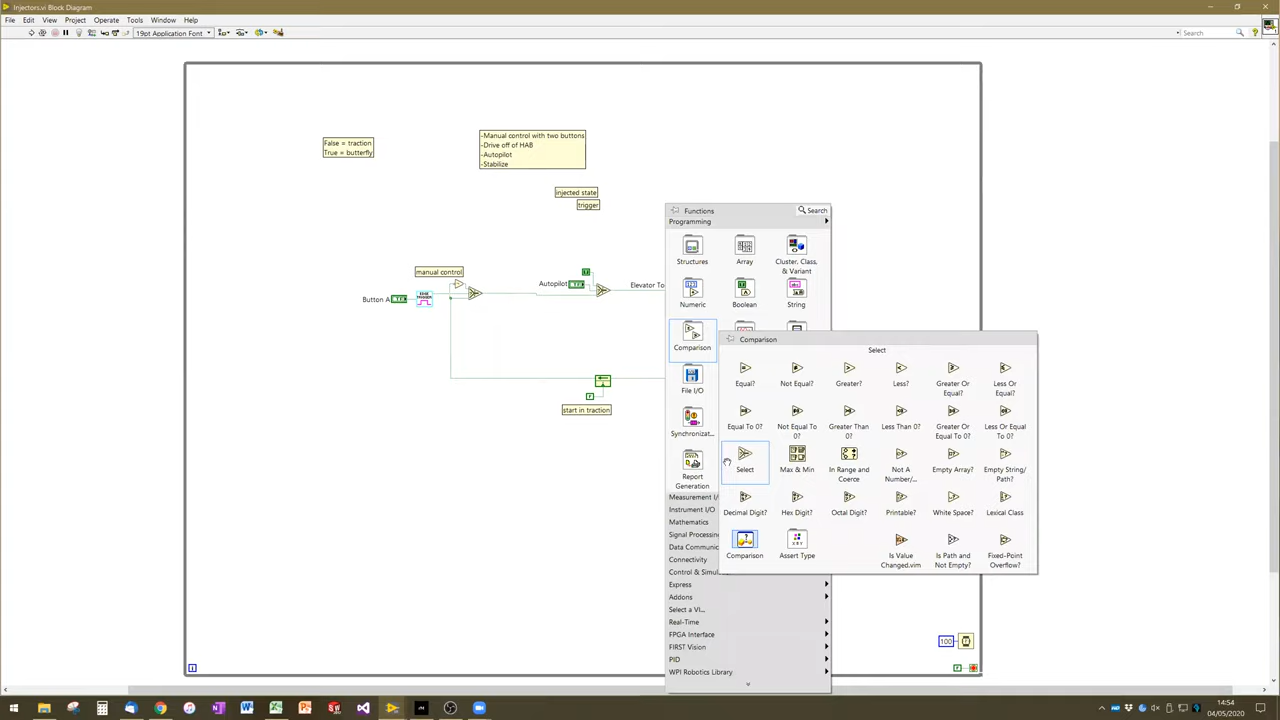 Injectors.vi Block Diagram
File Edit View Project Operate Tools Window Help
19pt Application Font
Search
False = traction
True = butterfly
-Manual control with two buttons
-Drive off of HAB
-Autopilot
-Stabilize
injected state
trigger
manual control
Button A
TF
EDGE
TRIGGER
Autopilot
TF
Elevator To
F
start in traction
Functions
Search
Programming
Structures
Array
Cluster, Class, & Variant
Numeric
Boolean
String
Comparison
File I/O
Synchronizat...
Report Generation
Measurement I/
Instrument I/O
Mathematics
Signal Processin
Data Communic
Connectivity
Control & Simul
Express
Addons
Select a VI...
Real-Time
FPGA Interface
FIRST Vision
PID
WPI Robotics Library
Comparison
Select
Equal?
Not Equal?
Greater?
Less?
Greater Or Equal?
Less Or Equal?
Equal To 0?
Not Equal To 0?
Greater Than 0?
Less Than 0?
Greater Or Equal To 0?
Less Or Equal To 0?
Select
Max & Min
In Range and Coerce
Not A Number/...
Empty Array?
Empty String/ Path?
Decimal Digit?
Hex Digit?
Octal Digit?
Printable?
White Space?
Lexical Class
Comparison
Assert Type
Is Value Changed.vim
Is Path and Not Empty?
Fixed-Point Overflow?
100
i
F
14:54
04/05/2020